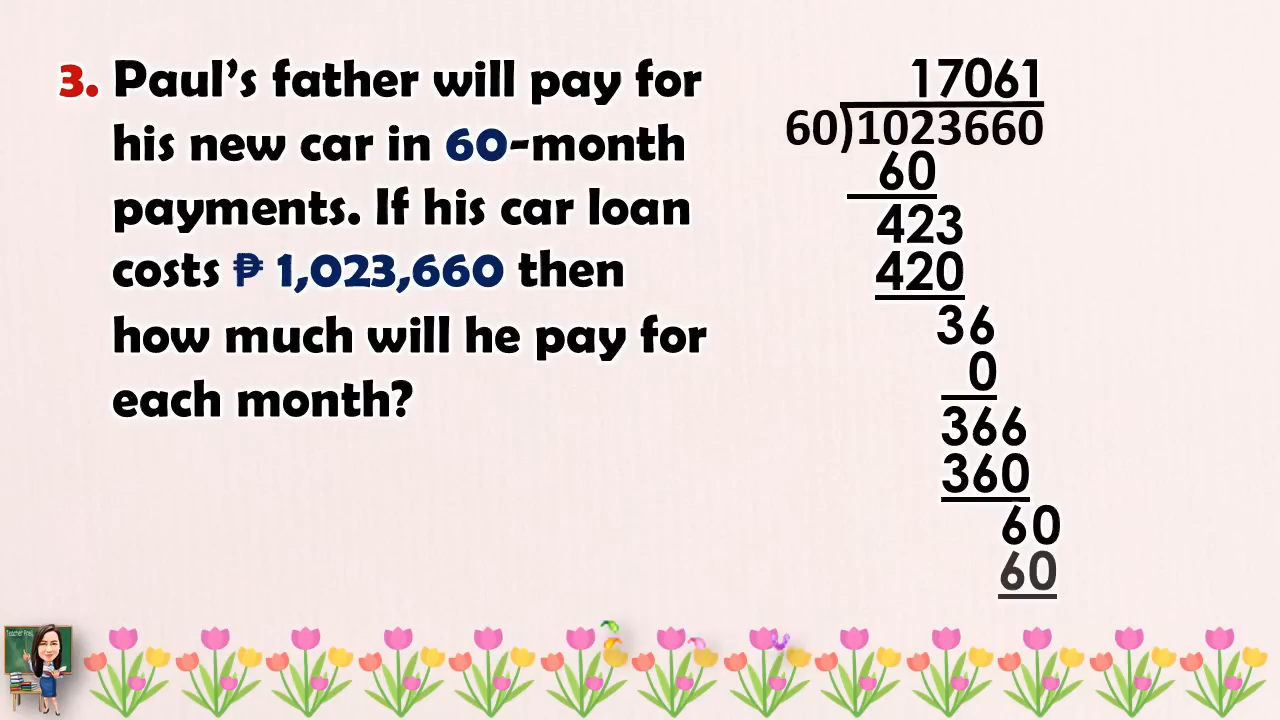 3. Paul's father will pay for
his new car in 60-month
payments. If his car loan
costs ₱ 1,023,660 then
how much will he pay for
each month?
17061
60)1023660
60
423
420
36
0
366
360
60
60